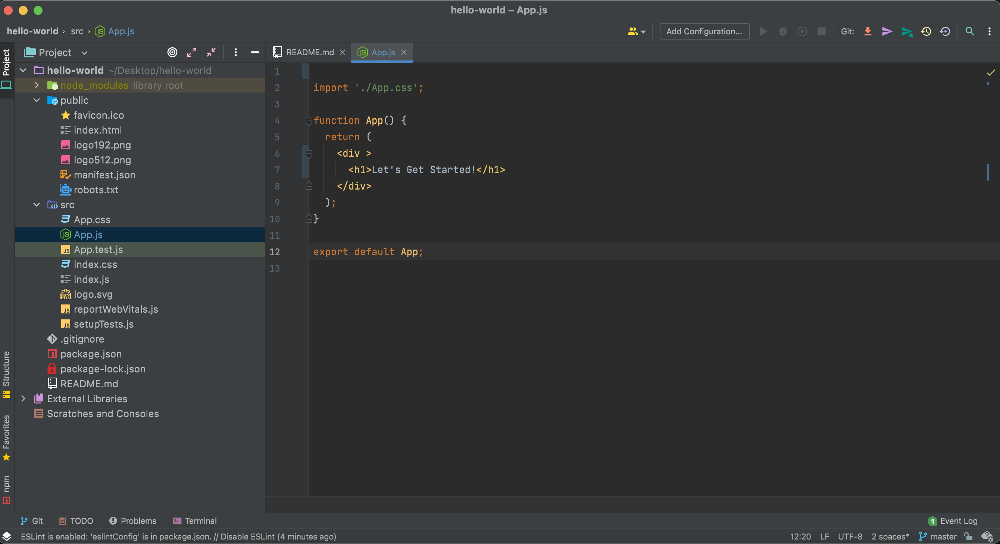 hello-world – App.js
hello-world › src › App.js
Add Configuration...
Git:
Project
Project
README.md
App.js
hello-world ~/Desktop/hello-world
node_modules library root
public
favicon.ico
index.html
logo192.png
logo512.png
manifest.json
robots.txt
src
App.css
App.js
App.test.js
index.css
index.js
logo.svg
reportWebVitals.js
setupTests.js
.gitignore
package.json
package-lock.json
README.md
External Libraries
Scratches and Consoles
Structure
Favorites
npm
1
2 import './App.css';
3
4 function App() {
5 return (
6 <div >
7 <h1>Let's Get Started!</h1>
8 </div>
9 );
10 }
11
12 export default App;
13
Git
TODO
Problems
Terminal
1 Event Log
ESLint is enabled: 'eslintConfig' is in package.json. // Disable ESLint (4 minutes ago)
12:20 LF UTF-8 2 spaces* master